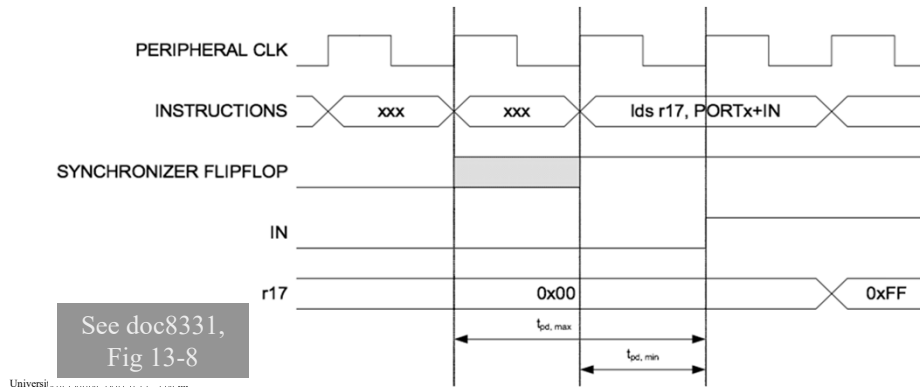 PERIPHERAL CLK
INSTRUCTIONS xxx xxx lds r17, PORTx+IN
SYNCHRONIZER FLIPFLOP
IN
r17 0x00 0xFF
tpd, max
tpd, min
See doc8331,
Fig 13-8